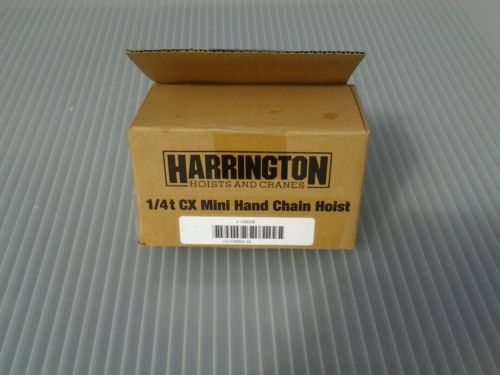 HARRINGTON
HOISTS AND CRANES
1/4t CX Mini Hand Chain Hoist